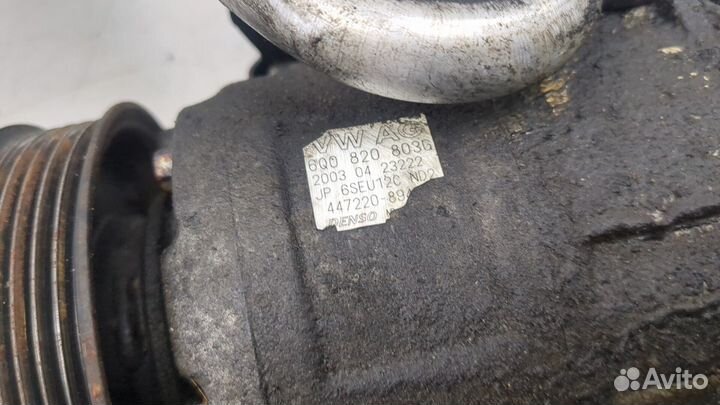 VW AG
6Q0 820 803G
2003 04 23222
JP 6SEU12C ND2
447220-89
DENSO
Avito